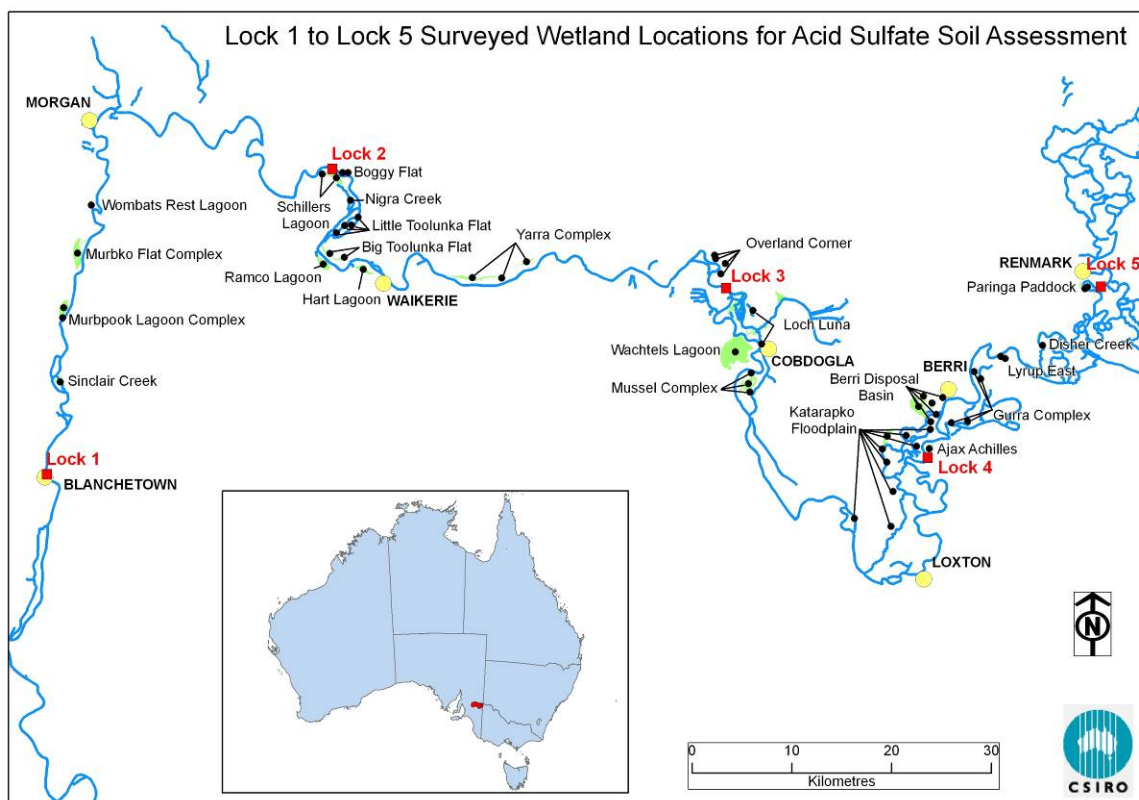 Lock 1 to Lock 5 Surveyed Wetland Locations for Acid Sulfate Soil Assessment
MORGAN
Lock 2
Boggy Flat
Wombats Rest Lagoon
Schillers
Lagoon
Nigra Creek
Little Toolunka Flat
Murbko Flat Complex
Big Toolunka Flat
Yarra Complex
Overland Corner
Ramco Lagoon
Hart Lagoon
WAIKERIE
Lock 3
RENMARK
Lock 5
Paringa Paddock
Murbpook Lagoon Complex
Loch Luna
Wachtels Lagoon
COBDOGLA
Disher Creek
Lyrup East
BERRI
Sinclair Creek
Mussel Complex
Berri Disposal
Basin
Gurra Complex
Katarapko
Floodplain
Ajax Achilles
Lock 4
Lock 1
BLANCHETOWN
LOXTON
N
0 10 20 30
Kilometres
CSIRO